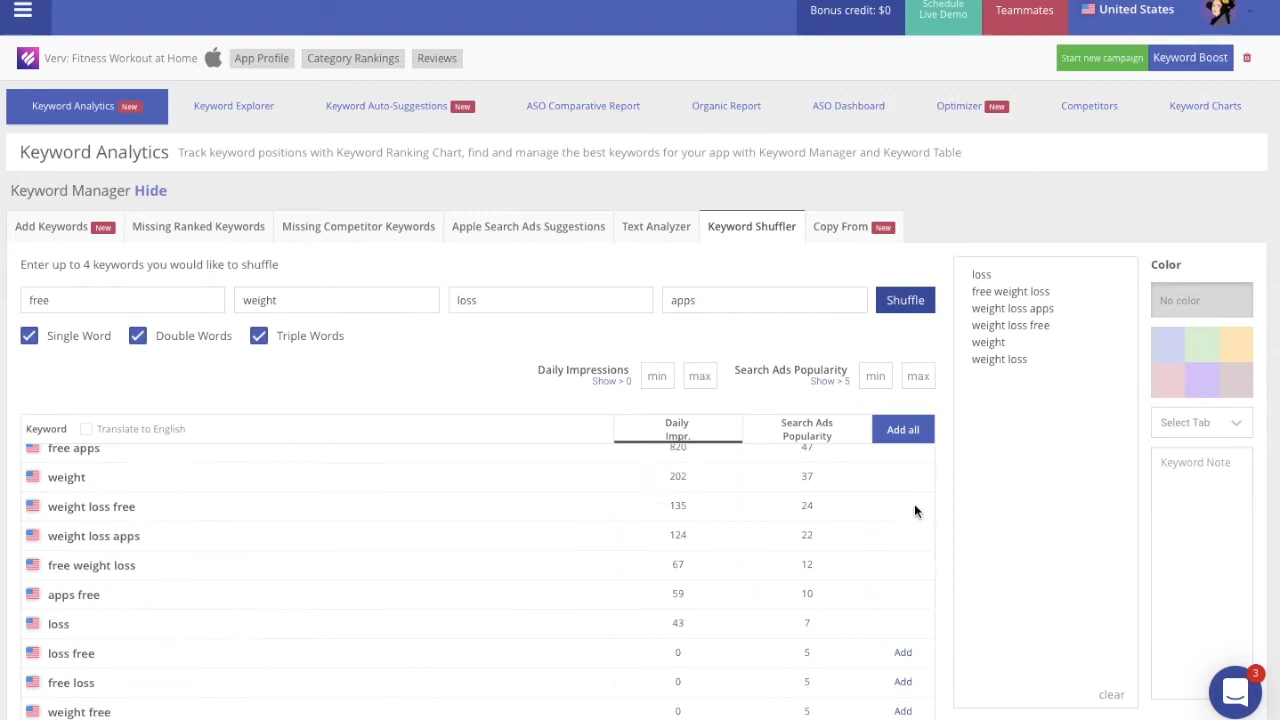 Bonus credit: $0
Schedule
Live Demo
Teammates
United States
Verv: Fitness Workout at Home
App Profile
Category Rankings
Reviews
Start new campaign
Keyword Boost
Keyword Analytics New
Keyword Explorer
Keyword Auto-Suggestions New
ASO Comparative Report
Organic Report
ASO Dashboard
Optimizer New
Competitors
Keyword Charts
Keyword Analytics Track keyword positions with Keyword Ranking Chart, find and manage the best keywords for your app with Keyword Manager and Keyword Table
Keyword Manager Hide
Add Keywords New
Missing Ranked Keywords
Missing Competitor Keywords
Apple Search Ads Suggestions
Text Analyzer
Keyword Shuffler
Copy From New
Enter up to 4 keywords you would like to shuffle
free
weight
loss
apps
Shuffle
Single Word
Double Words
Triple Words
Daily Impressions
Show > 0
min
max
Search Ads Popularity
Show > 5
min
max
Keyword
Translate to English
Daily
Impr.
Search Ads
Popularity
Add all
free apps 820 47
weight 202 37
weight loss free 135 24
weight loss apps 124 22
free weight loss 67 12
apps free 59 10
loss 43 7
loss free 0 5 Add
free loss 0 5 Add
weight free 0 5 Add
loss
free weight loss
weight loss apps
weight loss free
weight
weight loss
clear
Color
No color
Select Tab
Keyword Note
3